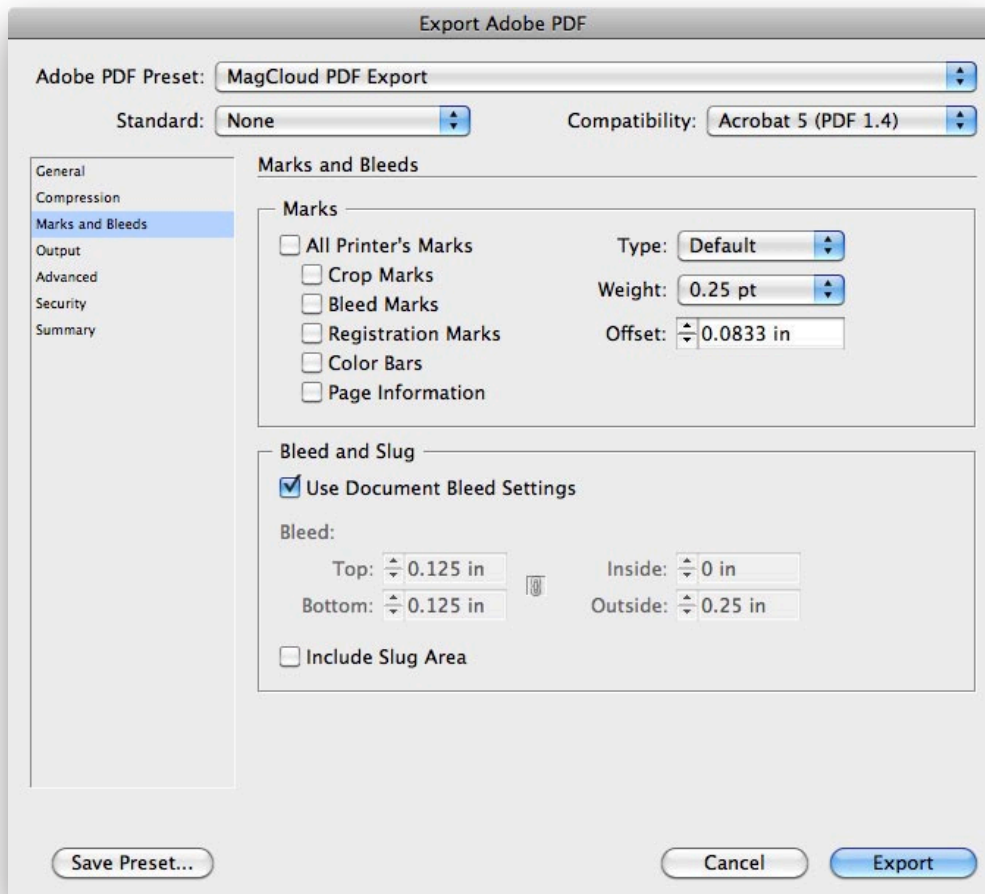 Export Adobe PDF
Adobe PDF Preset: MagCloud PDF Export
Standard: None Compatibility: Acrobat 5 (PDF 1.4)
General
Compression
Marks and Bleeds
Output
Advanced
Security
Summary
Marks and Bleeds
Marks
All Printer's Marks
Crop Marks
Bleed Marks
Registration Marks
Color Bars
Page Information
Type: Default
Weight: 0.25 pt
Offset: 0.0833 in
Bleed and Slug
Use Document Bleed Settings
Bleed:
Top: 0.125 in Inside: 0 in
Bottom: 0.125 in Outside: 0.25 in
Include Slug Area
Save Preset... Cancel Export